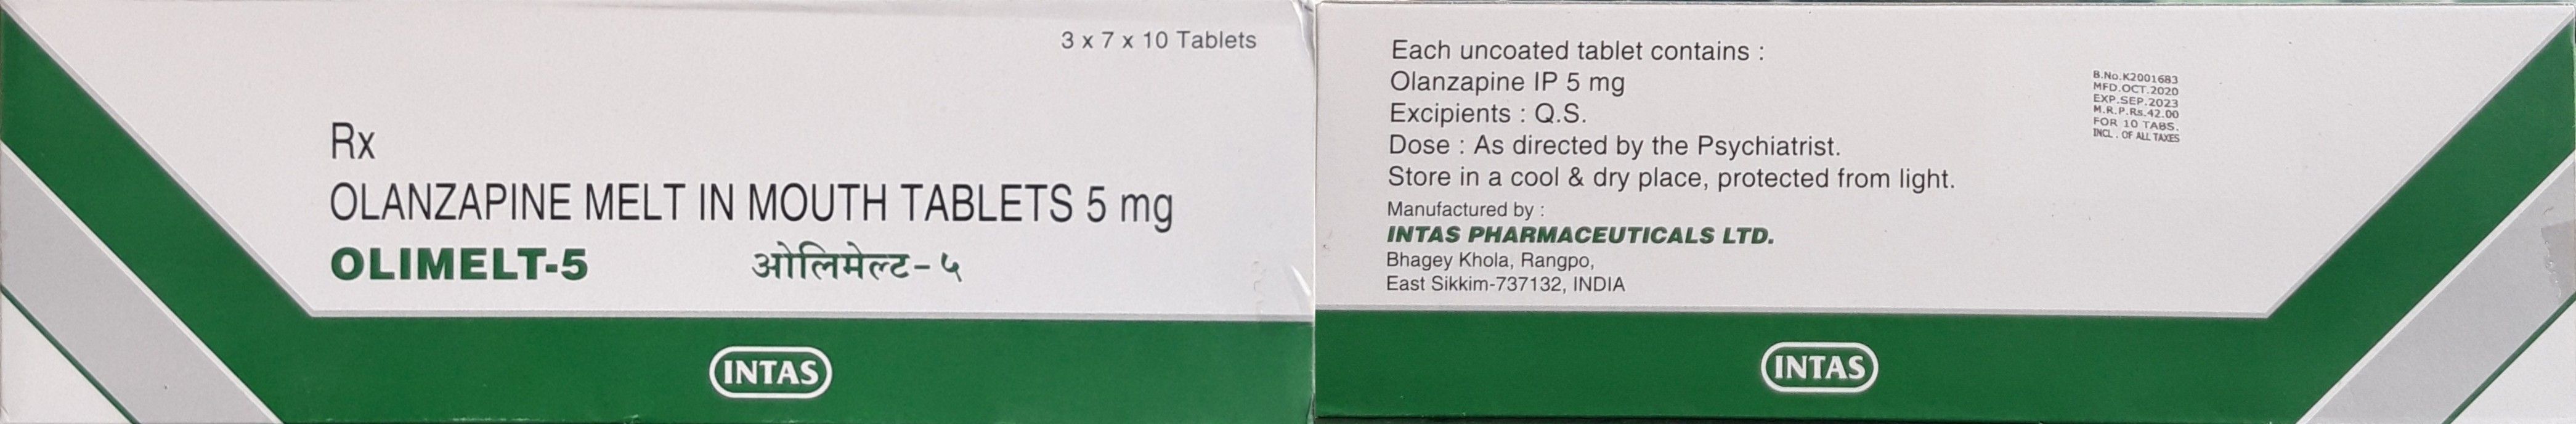 3 x 7 x 10 Tablets
Rx
OLANZAPINE MELT IN MOUTH TABLETS 5 mg
OLIMELT-5 ओलिमेल्ट-५
INTAS
Each uncoated tablet contains :
Olanzapine IP 5 mg
Excipients : Q.S.
Dose : As directed by the Psychiatrist.
Store in a cool & dry place, protected from light.
Manufactured by :
INTAS PHARMACEUTICALS LTD.
Bhagey Khola, Rangpo,
East Sikkim-737132, INDIA
B.No.K2001683
MFD.OCT.2020
EXP.SEP.2023
M.R.P.Rs.42.00
FOR 10 TABS.
INCL. OF ALL TAXES
INTAS